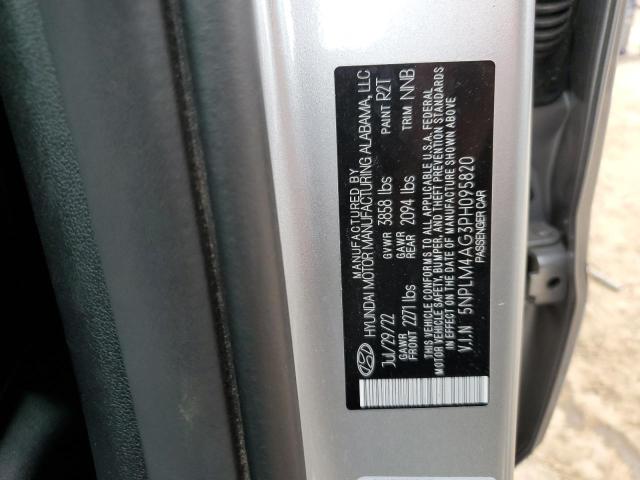 MANUFACTURED BY
HYUNDAI MOTOR MANUFACTURING ALABAMA, LLC
JUl/29/22 GVWR 3858 lbs PAINT R2T
GAWR FRONT 2271 lbs GAWR REAR 2094 lbs TRIM NNB
THIS VEHICLE CONFORMS TO ALL APPLICABLE U.S.A. FEDERAL
MOTOR VEHICLE SAFETY, BUMPER, AND THEFT PREVENTION STANDARDS
IN EFFECT ON THE DATE OF MANUFACTURE SHOWN ABOVE
V.I.N 5NPLM4AG3PH095820
PASSENGER CAR